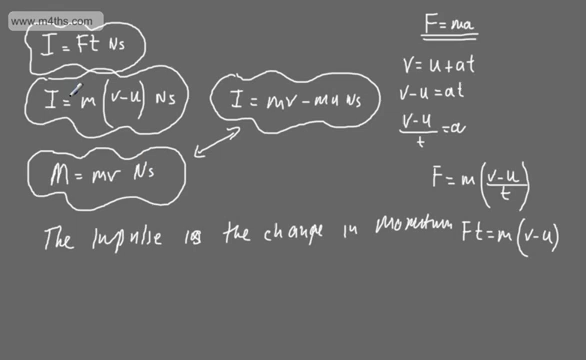 www.m4ths.com
I = Ft Ns
I = m (v-u) Ns
I = mv - mu Ns
M = mv Ns
The impulse is the change in momentum
F = ma
v = u + at
v - u = at
v-u/t = a
F = m (v-u/t)
Ft = m (v-u)